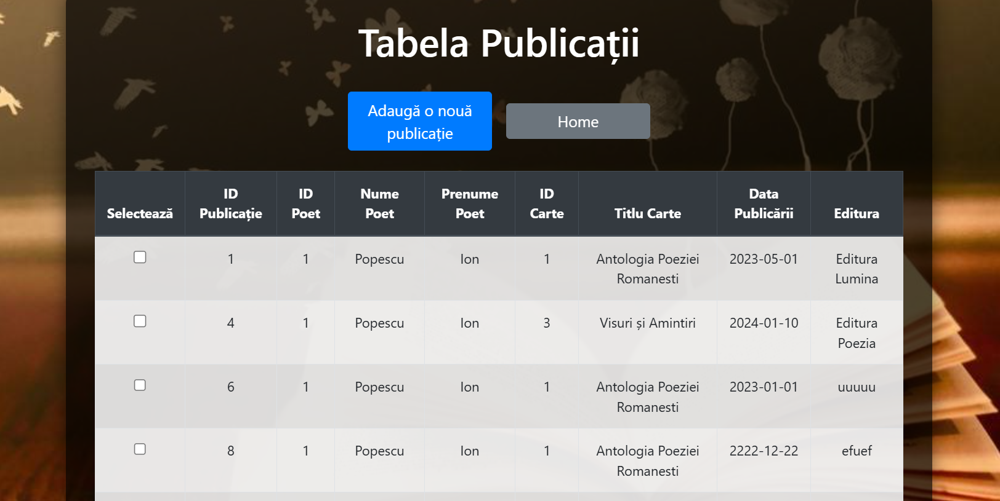 Tabela Publicații
Adaugă o nouă
publicație
Home
Selectează
ID
Publicație
ID
Poet
Nume
Poet
Prenume
Poet
ID
Carte
Titlu Carte
Data
Publicării
Editura
1
1
Popescu
Ion
1
Antologia Poeziei
Romanesti
2023-05-01
Editura
Lumina
4
1
Popescu
Ion
3
Visuri și Amintiri
2024-01-10
Editura
Poezia
6
1
Popescu
Ion
1
Antologia Poeziei
Romanesti
2023-01-01
uuuuu
8
1
Popescu
Ion
1
Antologia Poeziei
Romanesti
2222-12-22
efuef